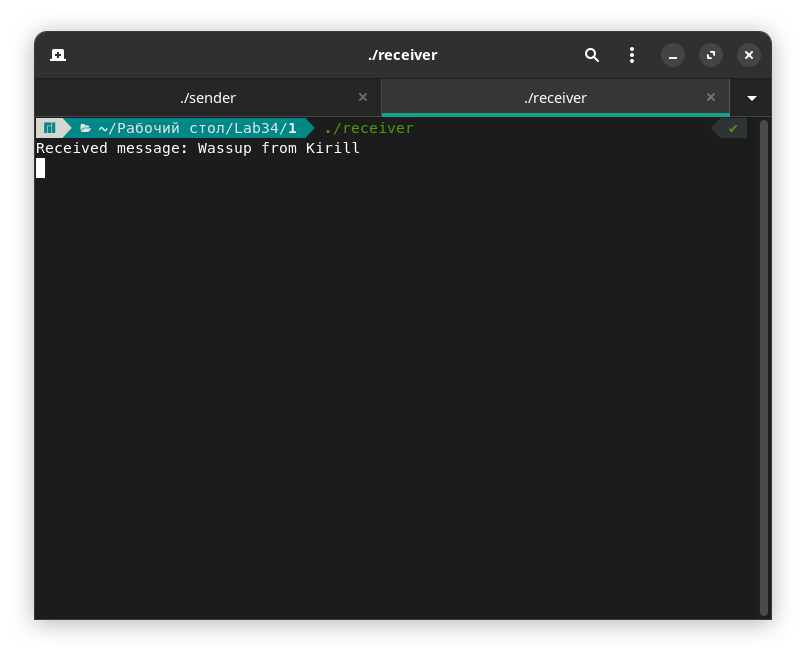 ./receiver
./sender
./receiver
~/Рабочий стол/Lab34/1 ./receiver
Received message: Wassup from Kirill